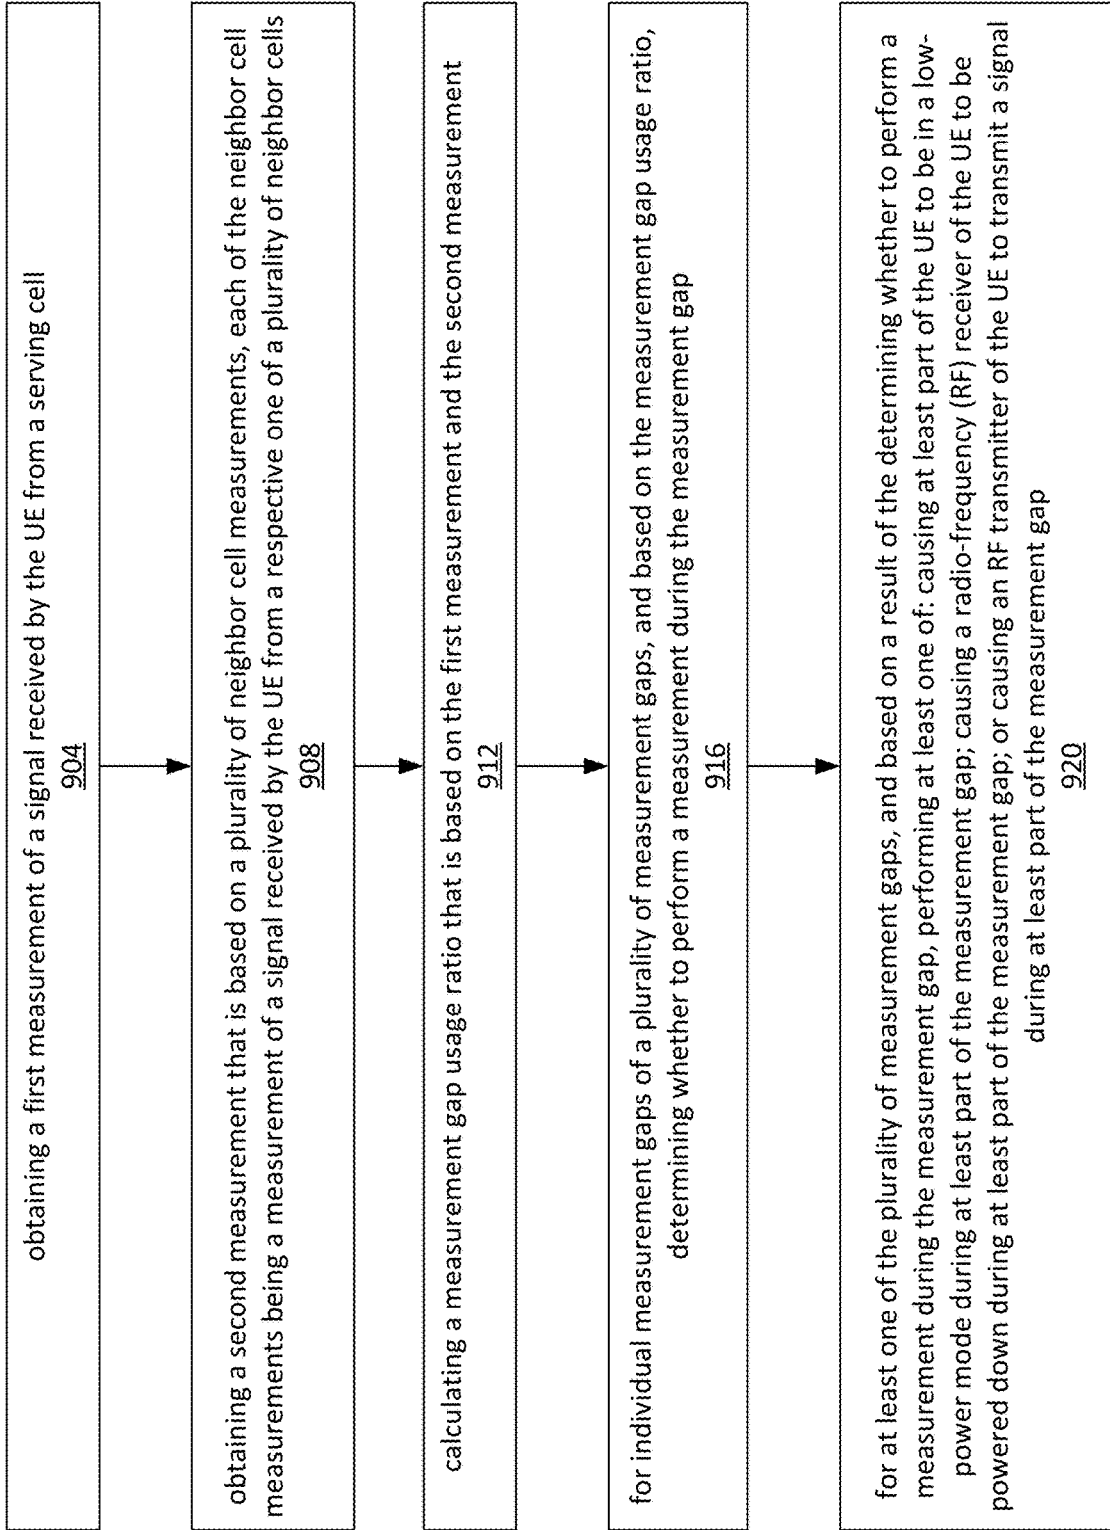 obtaining a first measurement of a signal received by the UE from a serving cell
904
obtaining a second measurement that is based on a plurality of neighbor cell measurements, each of the neighbor cell
measurements being a measurement of a signal received by the UE from a respective one of a plurality of neighbor cells
908
calculating a measurement gap usage ratio that is based on the first measurement and the second measurement
912
for individual measurement gaps of a plurality of measurement gaps, and based on the measurement gap usage ratio,
determining whether to perform a measurement during the measurement gap
916
for at least one of the plurality of measurement gaps, and based on a result of the determining whether to perform a
measurement during the measurement gap, performing at least one of: causing at least part of the UE to be in a low-
power mode during at least part of the measurement gap; causing a radio-frequency (RF) receiver of the UE to be
powered down during at least part of the measurement gap; or causing an RF transmitter of the UE to transmit a signal
during at least part of the measurement gap
920